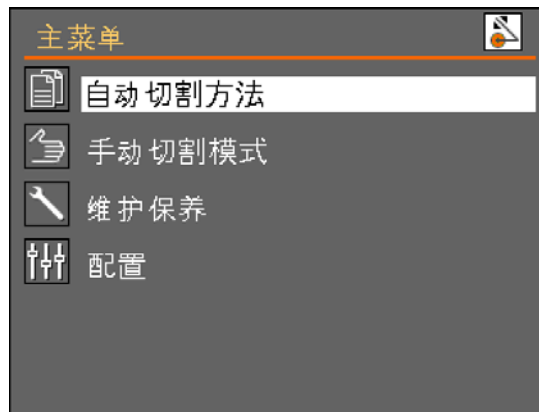 主菜单
自动切割方法
手动切割模式
维护保养
配置